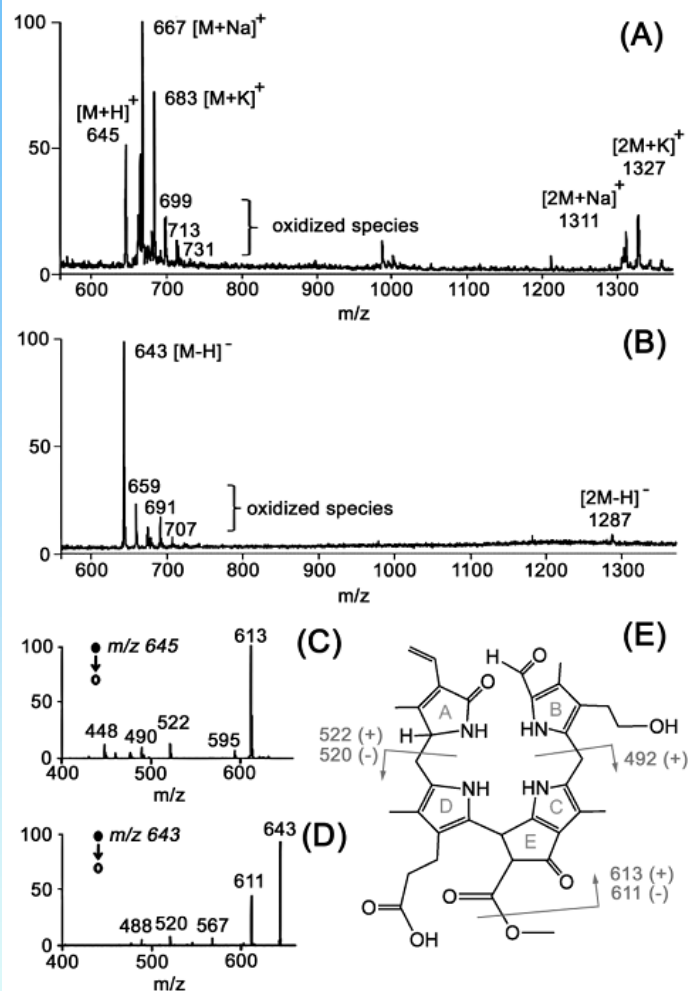 (A)
100
50
0
667 [M+Na]+
683 [M+K]+
[M+H]+
645
699
713
731
oxidized species
[2M+K]+
1327
[2M+Na]+
1311
600 700 800 900 1000 1100 1200 1300
m/z
(B)
100
50
0
643 [M-H]-
659
691
707
oxidized species
[2M-H]-
1287
600 700 800 900 1000 1100 1200 1300
m/z
(C)
100
50
0
m/z 645
613
448
490
522
595
400 500 600
m/z
(D)
100
50
0
m/z 643
643
611
488
520
567
400 500 600
m/z
(E)
H
O
O
A
NH
H
B
HN
OH
522 (+)
520 (-)
492 (+)
NH
D
HN
C
E
O
O
O
O
OH
613 (+)
611 (-)